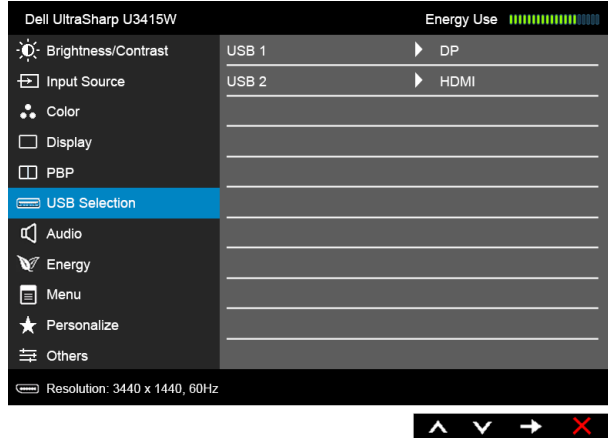 Dell UltraSharp U3415W Energy Use
Brightness/Contrast USB 1 DP
Input Source USB 2 HDMI
Color
Display
PBP
USB Selection
Audio
Energy
Menu
Personalize
Others
Resolution: 3440 x 1440, 60Hz